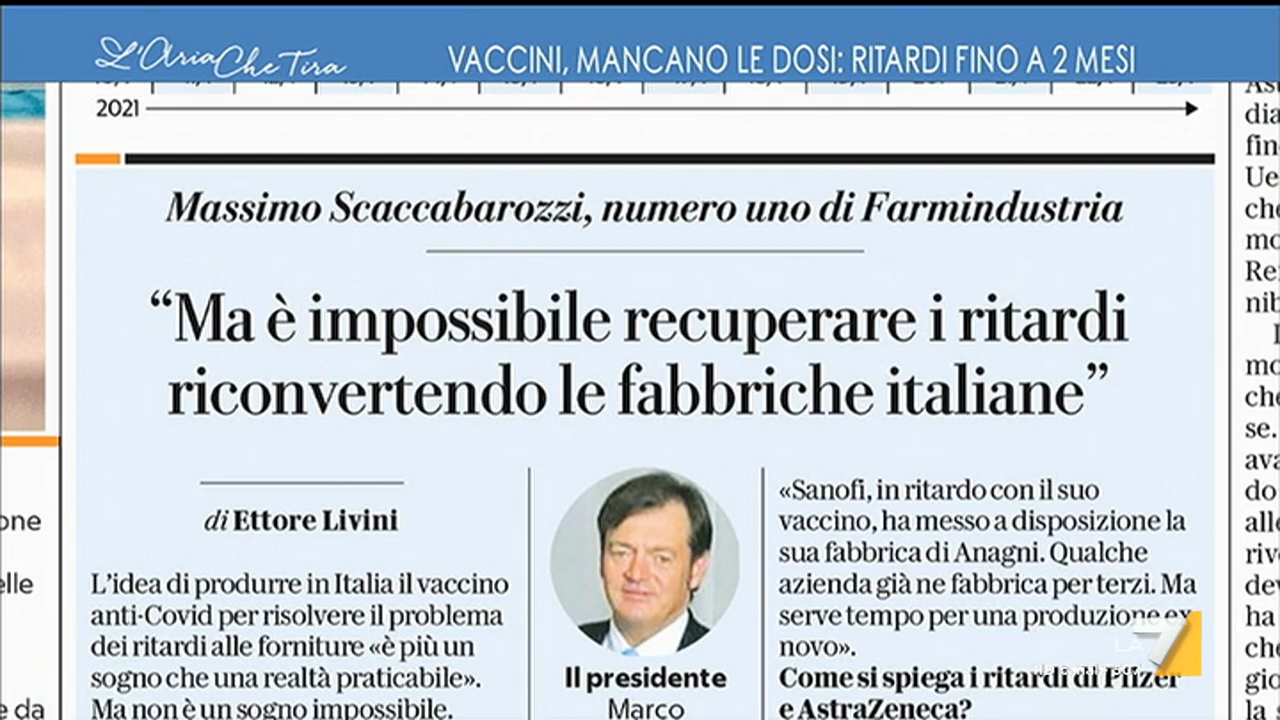 L'Aria Che Tira
VACCINI, MANCANO LE DOSI: RITARDI FINO A 2 MESI
2021
Massimo Scaccabarozzi, numero uno di Farmindustria
“Ma è impossibile recuperare i ritardi
riconvertendo le fabbriche italiane”
di Ettore Livini
L’idea di produrre in Italia il vaccino
anti-Covid per risolvere il problema
dei ritardi alle forniture «è più un
sogno che una realtà praticabile».
Ma non è un sogno impossibile.
Il presidente
Marco
«Sanofi, in ritardo con il suo
vaccino, ha messo a disposizione la
sua fabbrica di Anagni. Qualche
azienda già ne fabbrica per terzi. Ma
serve tempo per una produzione ex
novo».
Come si spiega i ritardi di Pfizer
e AstraZeneca?
LA7